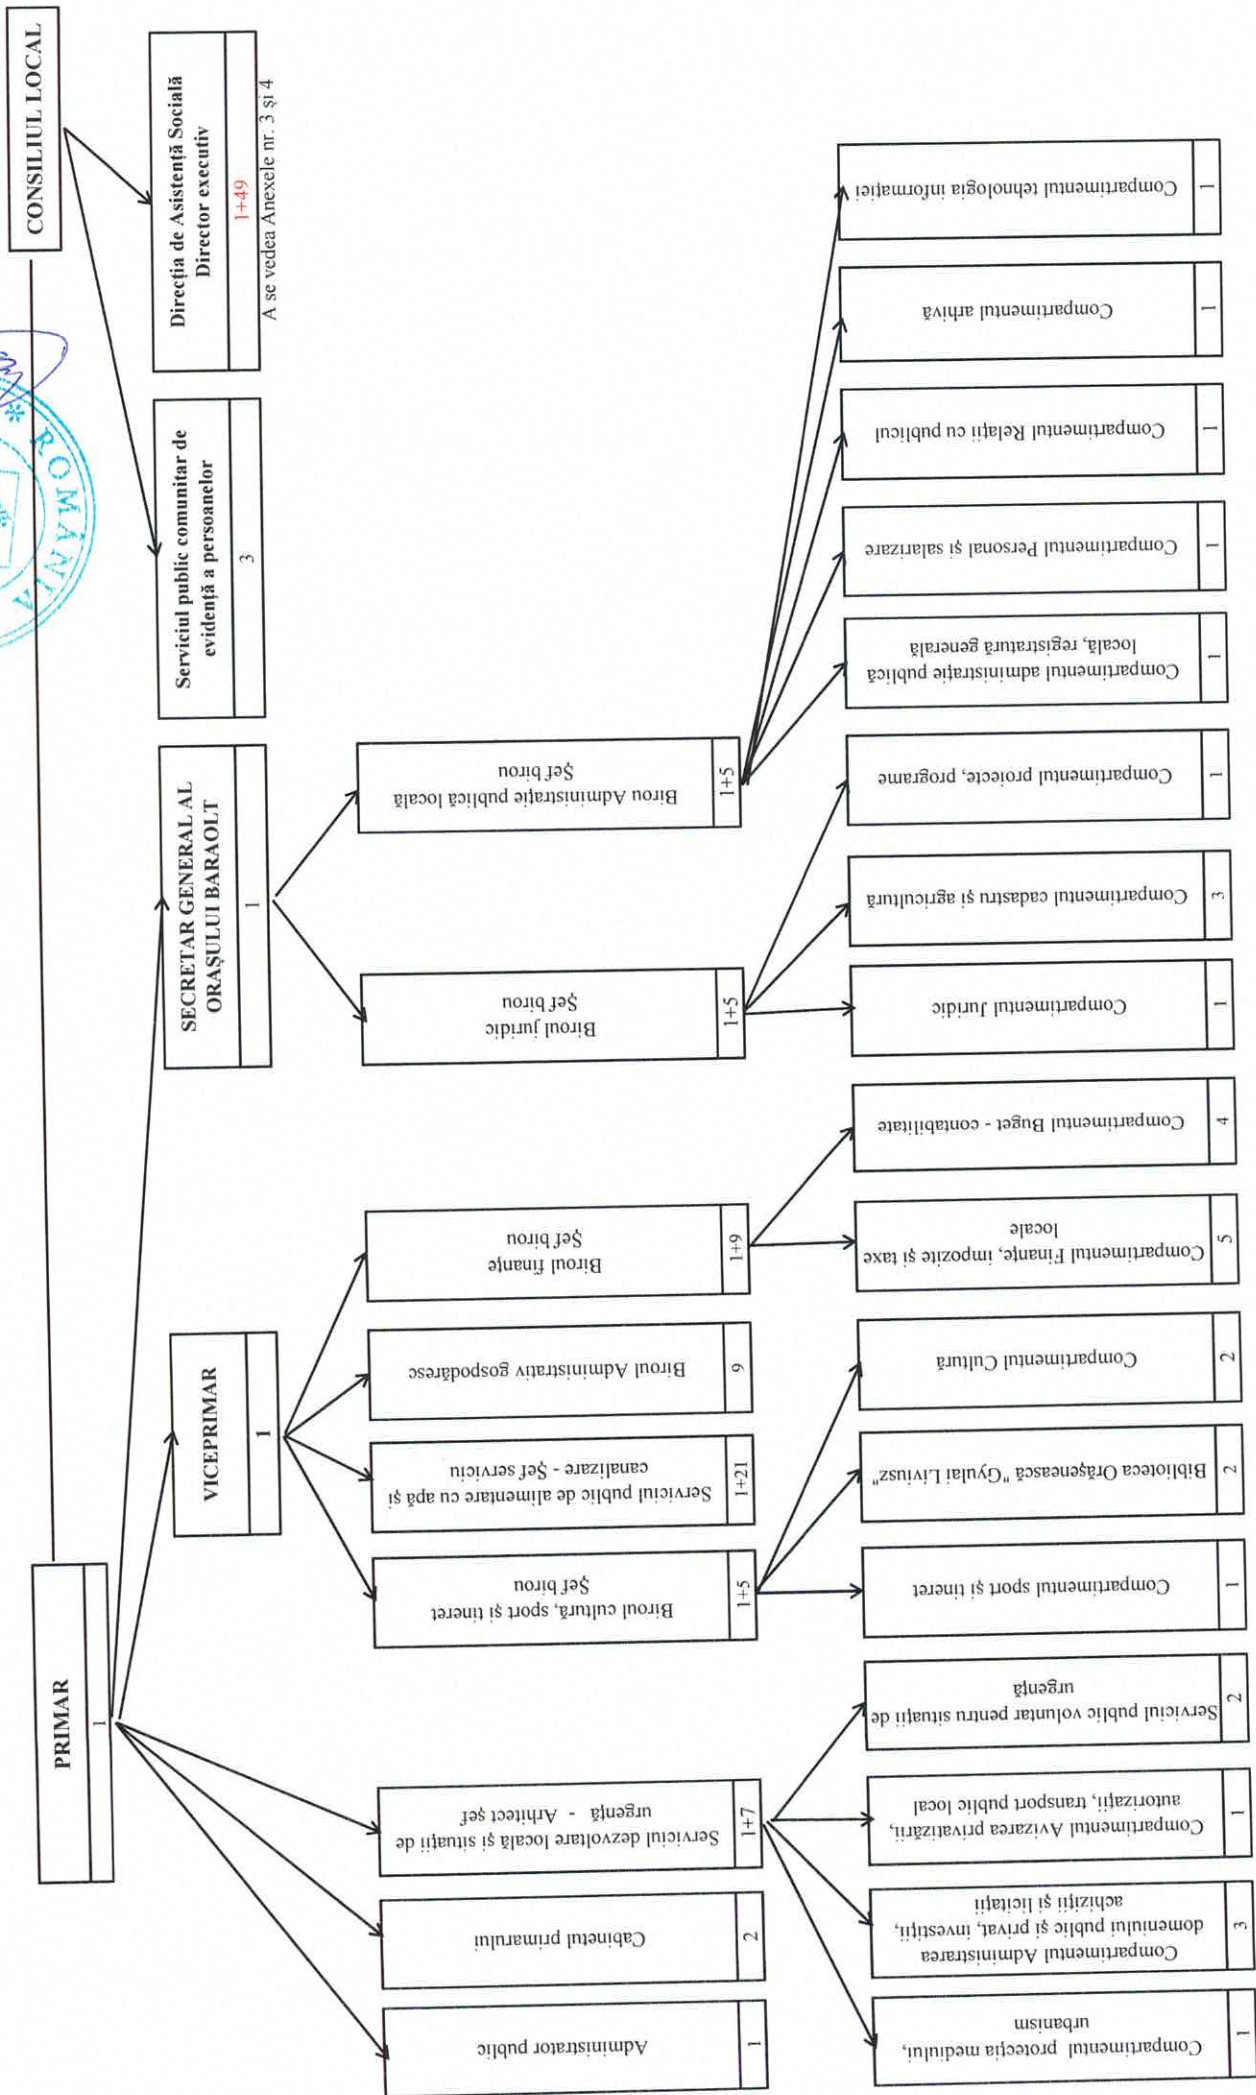 CONSILIUL LOCAL
PRIMAR
1
* ROMÂNIA
Direcția de Asistență Socială
Director executiv
1+49
A se vedea Anexele nr. 3 și 4
Serviciul public comunitar de
evidență a persoanelor
3
SECRETAR GENERAL AL
ORAȘULUI BARAOLT
1
VICEPRIMAR
1
Administrator public
1
Cabinetul primarului
2
Serviciul dezvoltare locală și situații de
urgență - Arhitect șef
1+7
Biroul cultură, sport și tineret
Șef birou
1+5
Serviciul public de alimentare cu apă și
canalizare - Șef serviciu
1+21
Biroul Administrativ gospodăresc
9
Biroul finanțe
Șef birou
1+9
Biroul juridic
Șef birou
1+5
Birou Administrație publică locală
Șef birou
1+5
Compartimentul protecția mediului,
urbanism
1
Compartimentul Administrarea
domeniului public și privat, investiții,
achiziții și licitații
3
Compartimentul Avizarea privatizării,
autorizații, transport public local
1
Serviciul public voluntar pentru situații de
urgență
2
Compartimentul sport și tineret
1
Biblioteca Orășenească "Gyulai Líviusz"
2
Compartimentul Cultură
2
Compartimentul Finanțe, impozite și taxe
locale
5
Compartimentul Buget - contabilitate
4
Compartimentul Juridic
1
Compartimentul cadastru și agricultură
3
Compartimentul proiecte, programe
1
Compartimentul administrație publică
locală, registratură generală
1
Compartimentul Personal și salarizare
1
Compartimentul Relații cu publicul
1
Compartimentul arhivă
1
Compartimentul tehnologia informației
1